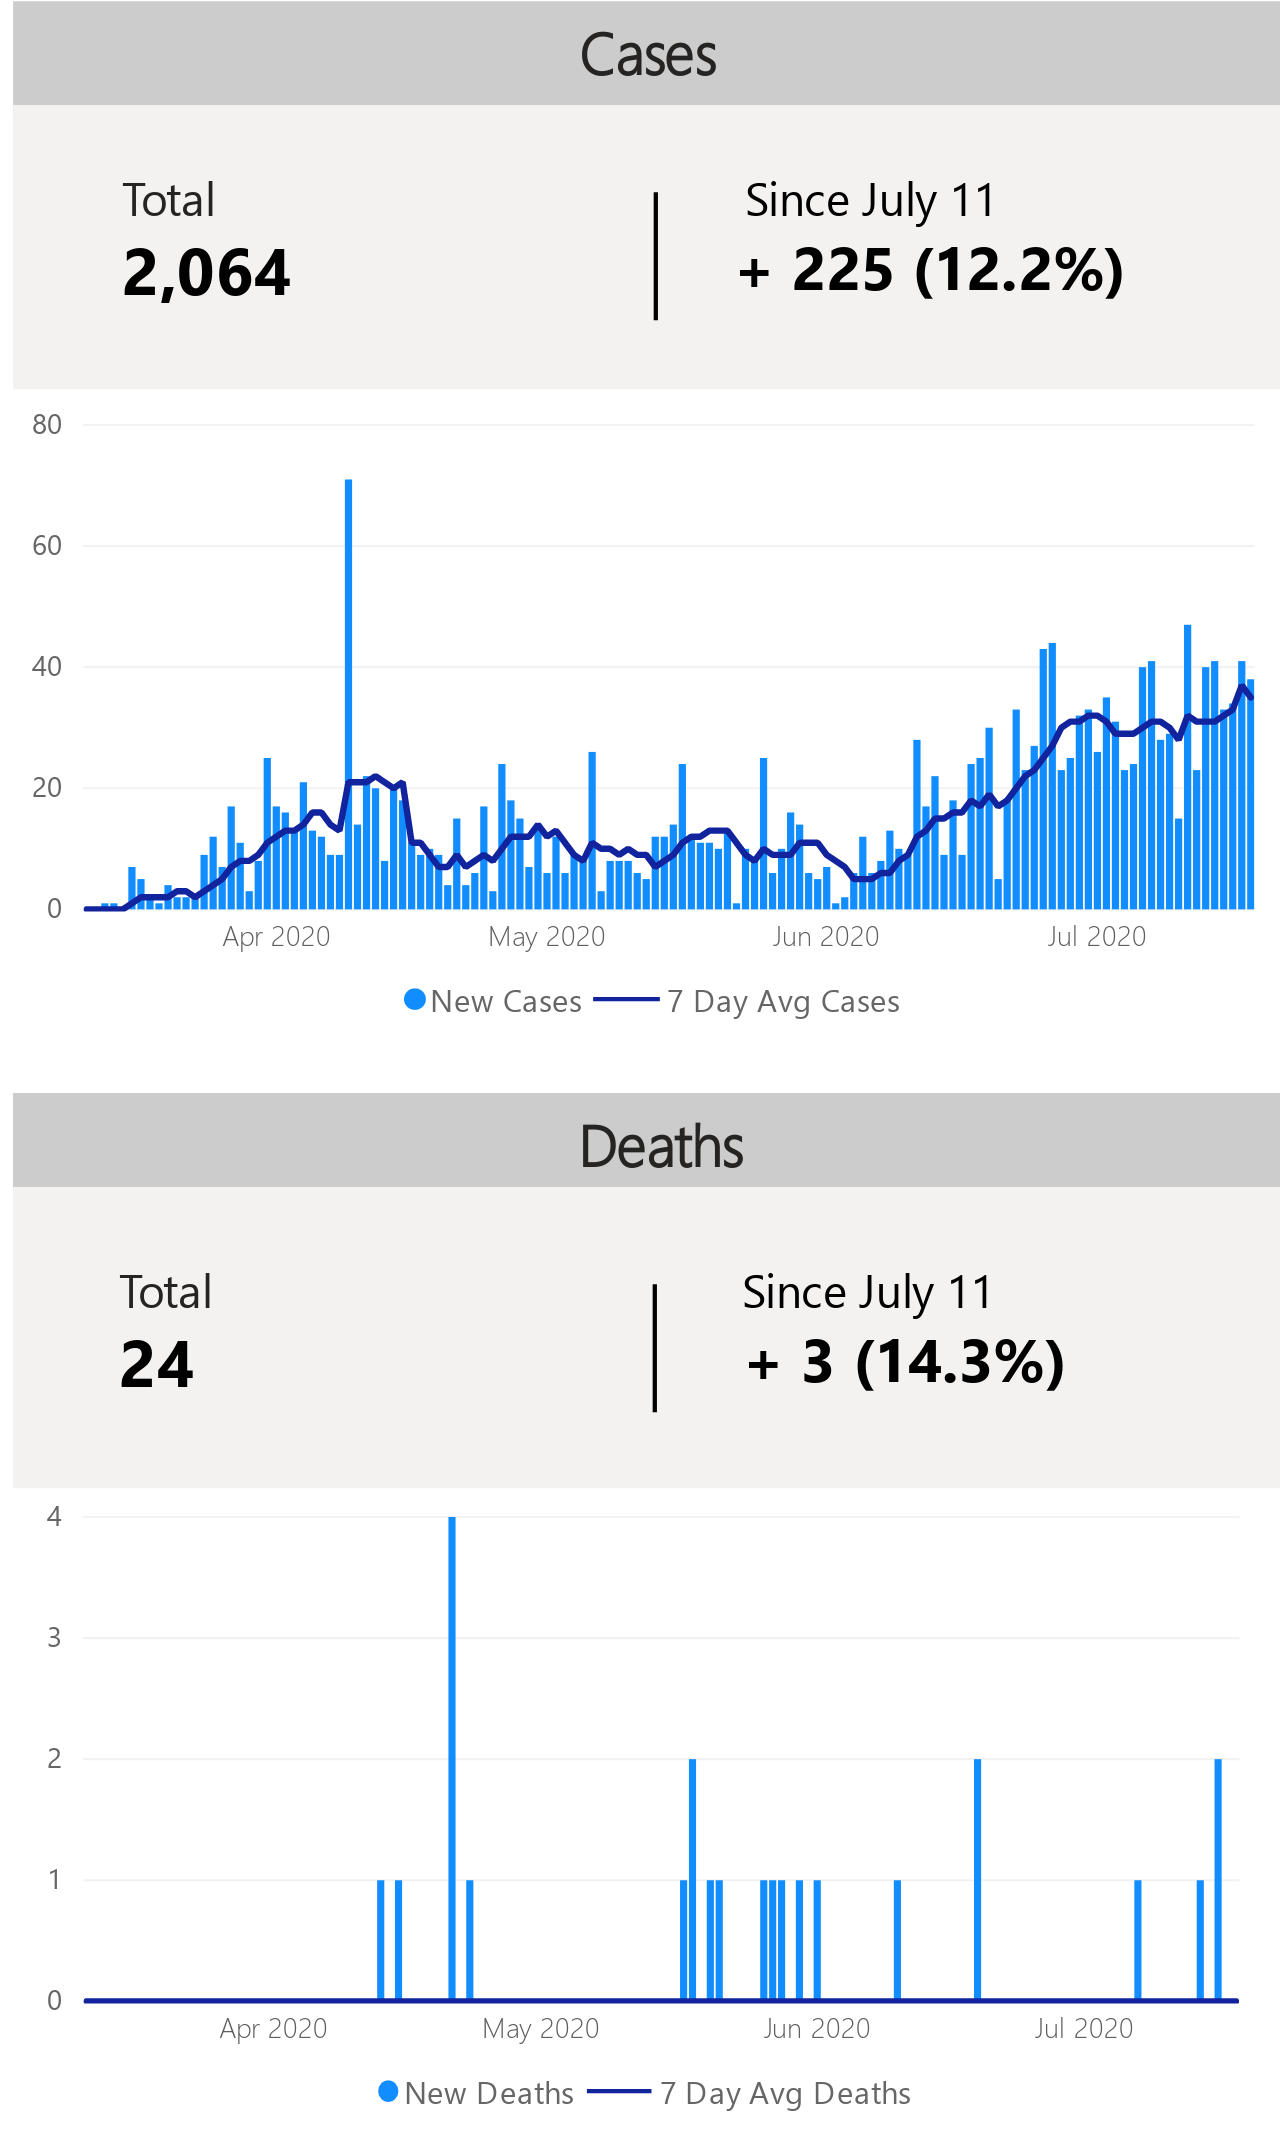 Cases
Total
2,064
Since July 11
+ 225 (12.2%)
80
60
40
20
0
Apr 2020 May 2020 Jun 2020 Jul 2020
New Cases 7 Day Avg Cases
Deaths
Total
24
Since July 11
+ 3 (14.3%)
4
3
2
1
0
Apr 2020 May 2020 Jun 2020 Jul 2020
New Deaths 7 Day Avg Deaths